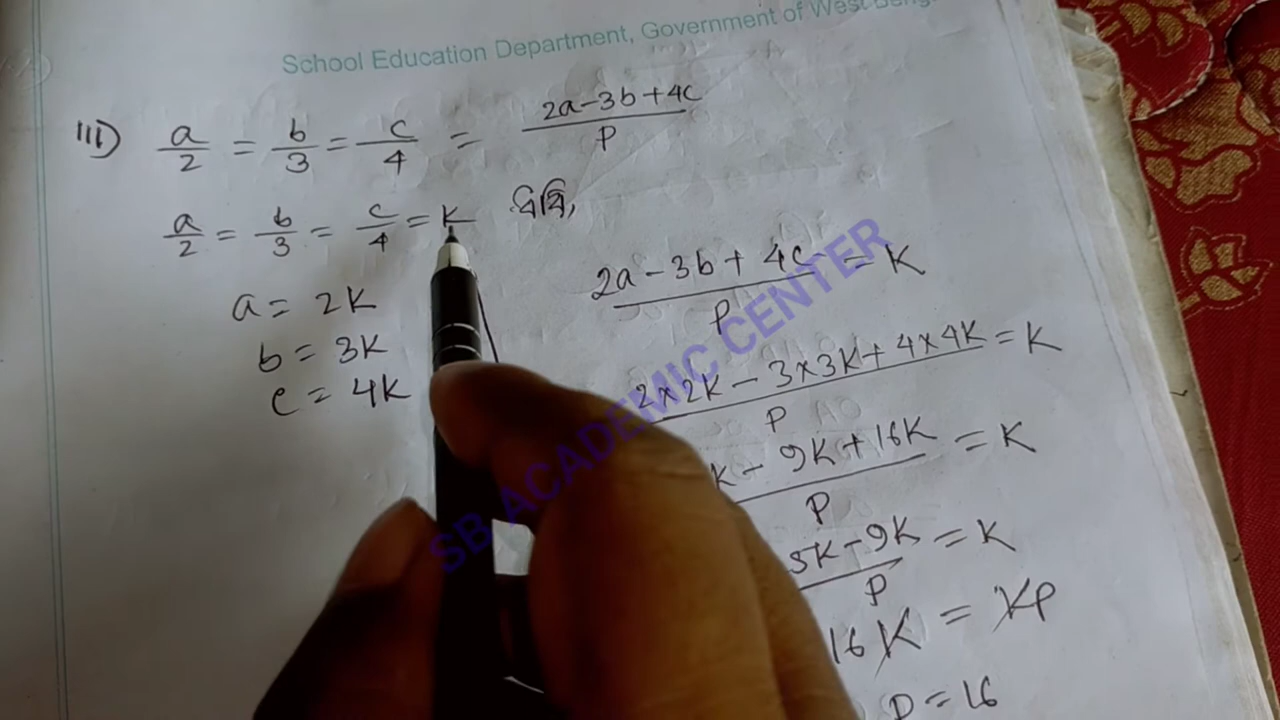 School Education Department, Government of West Beng
III) a/2 = b/3 = c/4 = 2a-3b+4c/P
a/2 = b/3 = c/4 = K ধরি,
a = 2K
b = 3K
c = 4K
2a-3b+4c/P = K
2×2K-3×3K+4×4K/P = K
K-9K+16K/P = K
5K-9K/P = K
16K = KP
P = 16
SB ACADEMIC CENTER